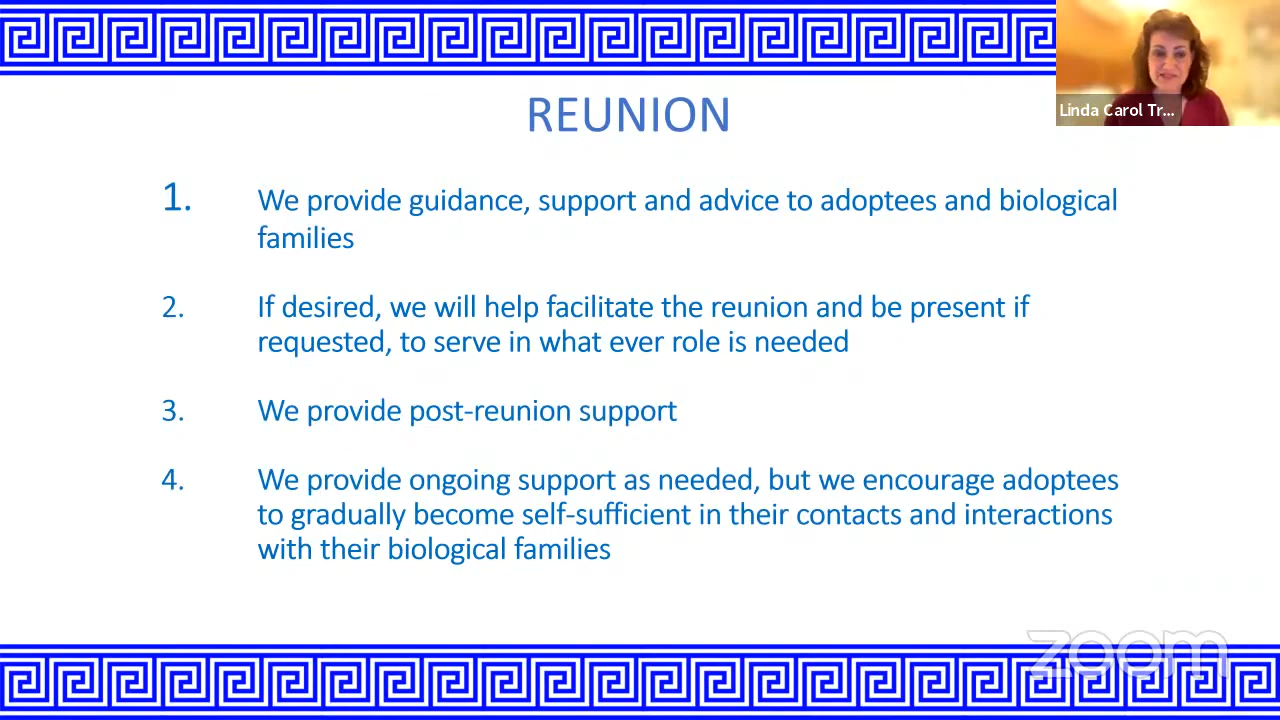 REUNION
Linda Carol Tr...
1. We provide guidance, support and advice to adoptees and biological
families
2. If desired, we will help facilitate the reunion and be present if
requested, to serve in what ever role is needed
3. We provide post-reunion support
4. We provide ongoing support as needed, but we encourage adoptees
to gradually become self-sufficient in their contacts and interactions
with their biological families
zoom